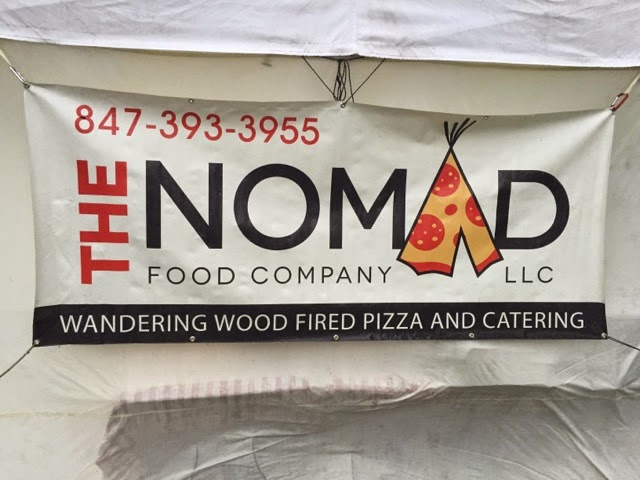 847-393-3955
THE NOMAD
FOOD COMPANY LLC
WANDERING WOOD FIRED PIZZA AND CATERING